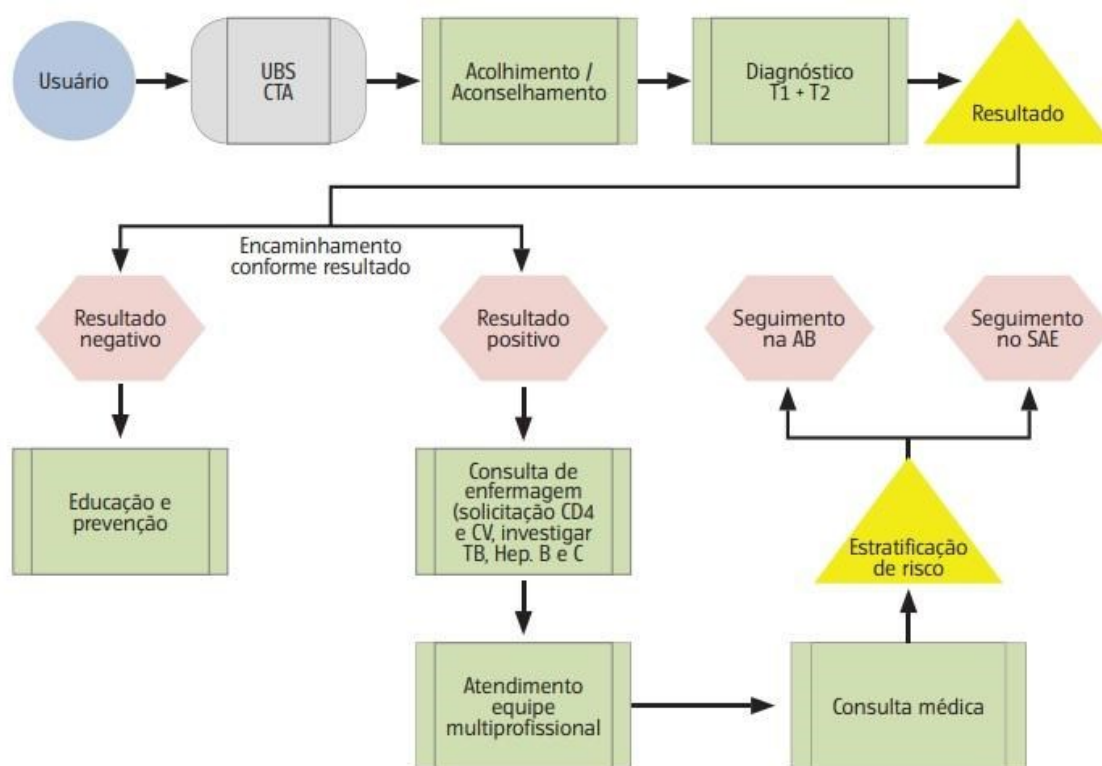 Usuário
UBS
CTA
Acolhimento /
Aconselhamento
Diagnóstico
T1 + T2
Resultado
Encaminhamento
conforme resultado
Resultado
negativo
Resultado
positivo
Seguimento
na AB
Seguimento
no SAE
Educação e
prevenção
Consulta de
enfermagem
(solicitação CD4
e CV, investigar
TB, Hep. B e C
Estratificação
de risco
Atendimento
equipe
multiprofissional
Consulta médica